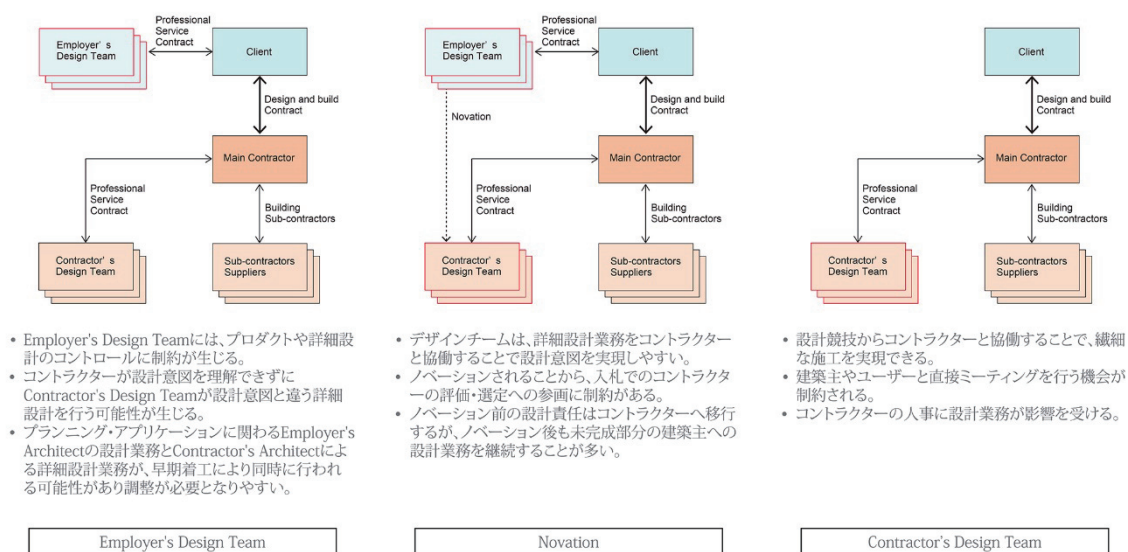 Professional
Service
Contract
Employer's
Design Team
Client
Design and build
Contract
Main Contractor
Professional
Service
Contract
Building
Sub-contractors
Contractor's
Design Team
Sub-contractors
Suppliers
• Employer's Design Teamには、プロダクトや詳細設
計のコントロールに制約が生じる。
• コントラクターが設計意図を理解できずに
Contractor's Design Teamが設計意図と違う詳細
設計を行う可能性が生じる。
• プランニング・アプリケーションに関わるEmployer's
Architectの設計業務とContractor's Architectによ
る詳細設計業務が、早期着工により同時に行われ
る可能性があり調整が必要となりやすい。
Employer's Design Team
Professional
Service
Contract
Employer's
Design Team
Client
Design and build
Contract
Novation
Main Contractor
Professional
Service
Contract
Building
Sub-contractors
Contractor's
Design Team
Sub-contractors
Suppliers
• デザインチームは、詳細設計業務をコントラクター
と協働することで設計意図を実現しやすい。
• ノベーションされることから、入札でのコントラクタ
ーの評価・選定への参画に制約がある。
• ノベーション前の設計責任はコントラクターへ移行
するが、ノベーション後も未完成部分の建築主への
設計業務を継続することが多い。
Novation
Client
Design and build
Contract
Main Contractor
Professional
Service
Contract
Building
Sub-contractors
Contractor's
Design Team
Sub-contractors
Suppliers
• 設計競技からコントラクターと協働することで、繊細
な施工を実現できる。
• 建築主やユーザーと直接ミーティングを行う機会が
制約される。
• コントラクターの人事に設計業務が影響を受ける。
Contractor's Design Team